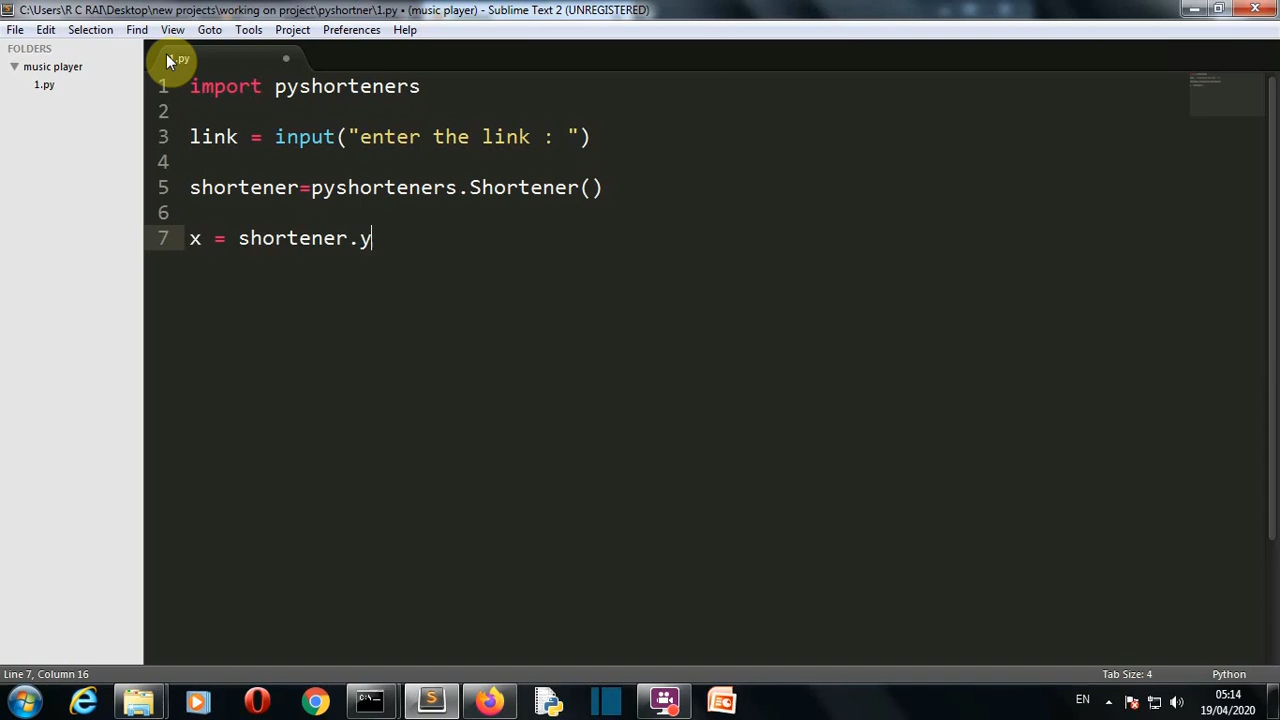 C:\Users\R C RAI\Desktop\new projects\working on project\pyshortner\1.py • (music player) - Sublime Text 2 (UNREGISTERED)
File Edit Selection Find View Goto Tools Project Preferences Help
FOLDERS
music player
1.py
.py
1 import pyshorteners
2
3 link = input("enter the link : ")
4
5 shortener=pyshorteners.Shortener()
6
7 x = shortener.y
Line 7, Column 16
Tab Size: 4
Python
EN
05:14
19/04/2020